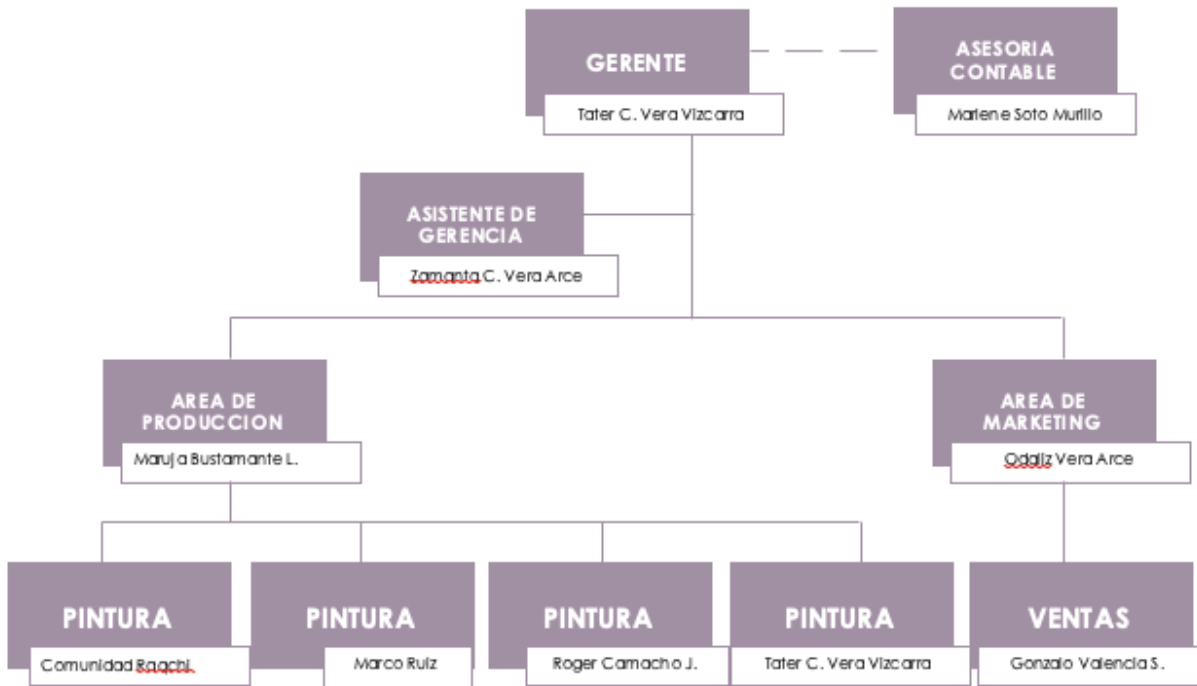 GERENTE
Tater C. Vera Vizcarra
ASESORIA
CONTABLE
Marlene Soto Murillo
ASISTENTE DE
GERENCIA
Zamanta C. Vera Arce
AREA DE
PRODUCCION
Maruja Bustamante L.
AREA DE
MARKETING
Odaliz Vera Arce
PINTURA
Comunidad Raqchi.
PINTURA
Marco Ruiz
PINTURA
Roger Camacho J.
PINTURA
Tater C. Vera Vizcarra
VENTAS
Gonzalo Valencia S.